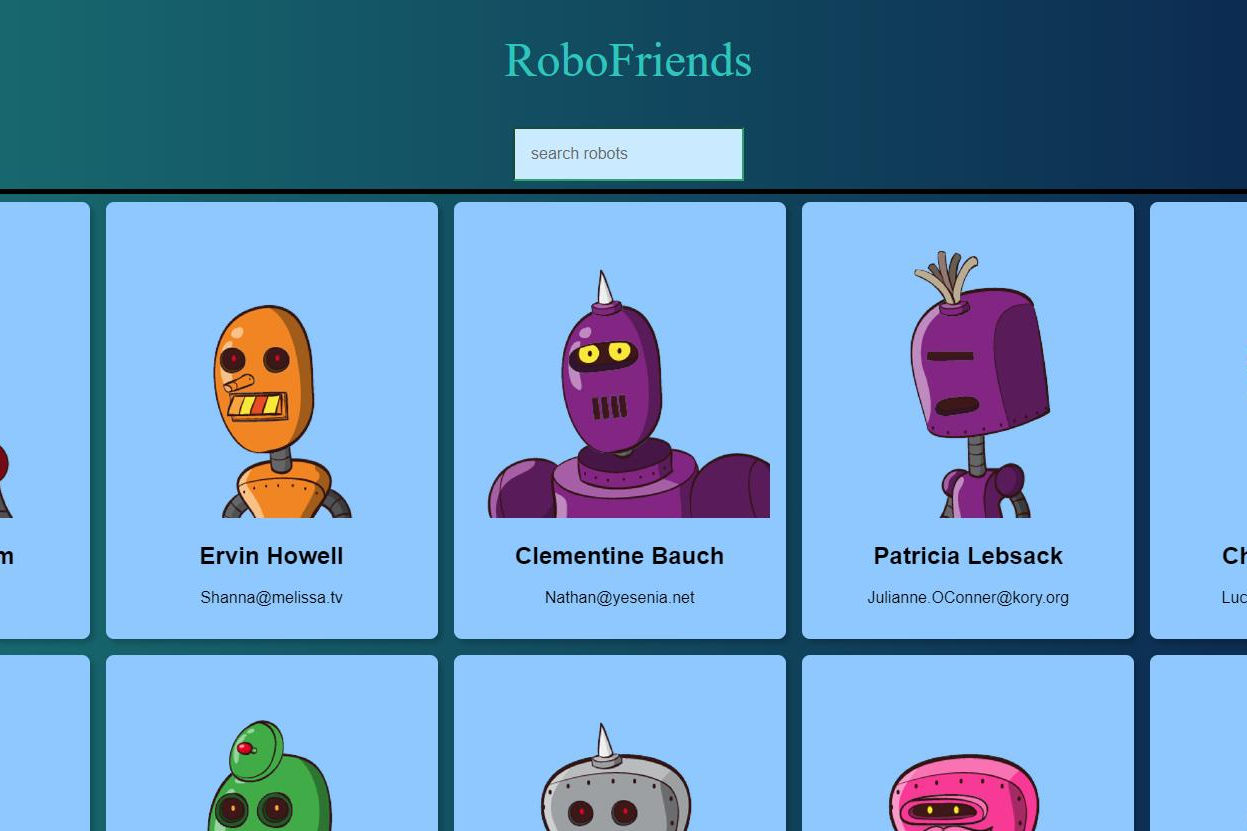 RoboFriends
search robots
m
Ervin Howell
Clementine Bauch
Patricia Lebsack
Ch
Shanna@melissa.tv
Nathan@yesenia.net
Julianne.OConner@kory.org
Luc